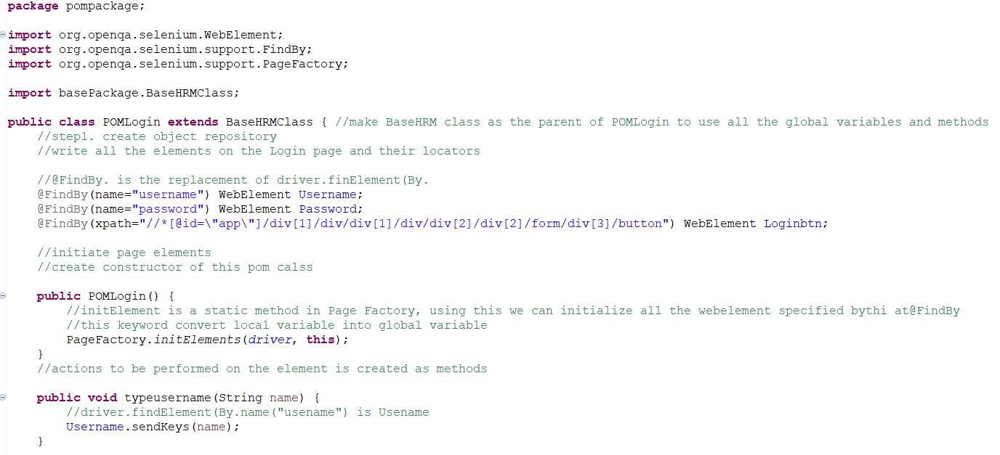 package pompackage;
import org.openqa.selenium.WebElement;
import org.openqa.selenium.support.FindBy;
import org.openqa.selenium.support.PageFactory;
import basePackage.BaseHRMClass;
public class POMLogin extends BaseHRMClass { //make BaseHRM class as the parent of POMLogin to use all the global variables and methods
//step1. create object repository
//write all the elements on the Login page and their locators
//@FindBy. is the replacement of driver.finElement(By.
@FindBy(name="username") WebElement Username;
@FindBy(name="password") WebElement Password;
@FindBy(xpath="//*[@id=\"app\"]/div[1]/div/div[1]/div/div[2]/div[2]/form/div[3]/button") WebElement Loginbtn;
//initiate page elements
//create constructor of this pom calss
public POMLogin() {
//initElement is a static method in Page Factory, using this we can initialize all the webelement specified bythi at@FindBy
//this keyword convert local variable into global variable
PageFactory.initElements(driver, this);
}
//actions to be performed on the element is created as methods
public void typeusername(String name) {
//driver.findElement(By.name("usename") is Usename
Username.sendKeys(name);
}